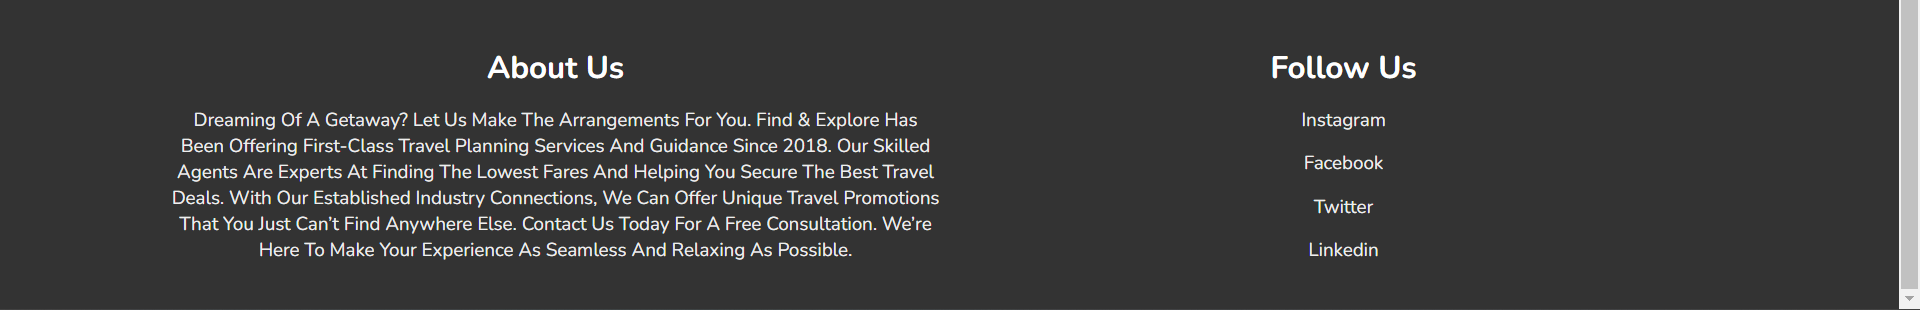 About Us
Dreaming Of A Getaway? Let Us Make The Arrangements For You. Find & Explore Has
Been Offering First-Class Travel Planning Services And Guidance Since 2018. Our Skilled
Agents Are Experts At Finding The Lowest Fares And Helping You Secure The Best Travel
Deals. With Our Established Industry Connections, We Can Offer Unique Travel Promotions
That You Just Can’t Find Anywhere Else. Contact Us Today For A Free Consultation. We’re
Here To Make Your Experience As Seamless And Relaxing As Possible.
Follow Us
Instagram
Facebook
Twitter
Linkedin